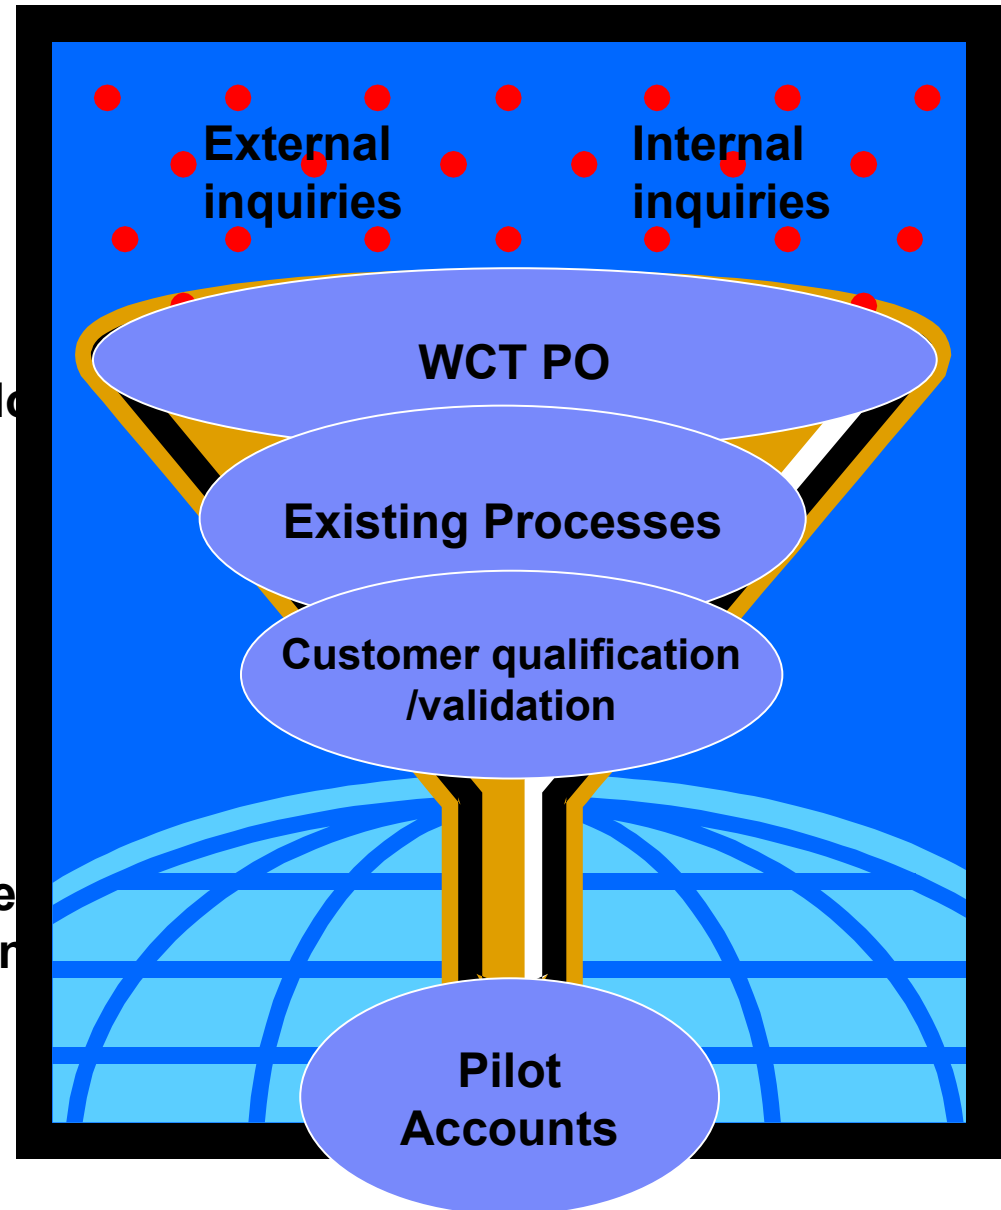 External Internal
inquiries inquiries
WCT PO
Existing Processes
Customer qualification
/validation
Pilot
Accounts